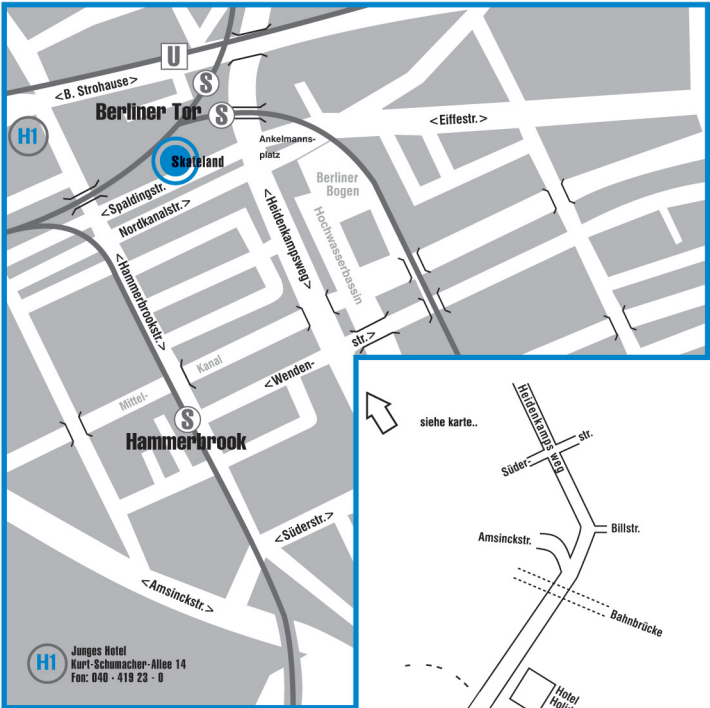 U
<B. Strohause>
S
Berliner Tor
S
<Eiffestr.>
H1
Ankelmanns-
platz
Skateland
Berliner
Bogen
<Spaldingstr.
Nordkanalstr.>
<Heidenkampsweg>
Hochwasserbassin
<Hammerbrookstr.>
str.>
Kanal
<Wenden-
Mittel-
S
Hammerbrook
<Süderstr.>
<Amsinckstr.>
H1
Junges Hotel
Kurt-Schumacher-Allee 14
Fon: 040 - 419 23 - 0
siehe karte..
Heidenkamps weg
Süder-
str.
Billstr.
Amsinckstr.
Bahnbrücke
Hotel